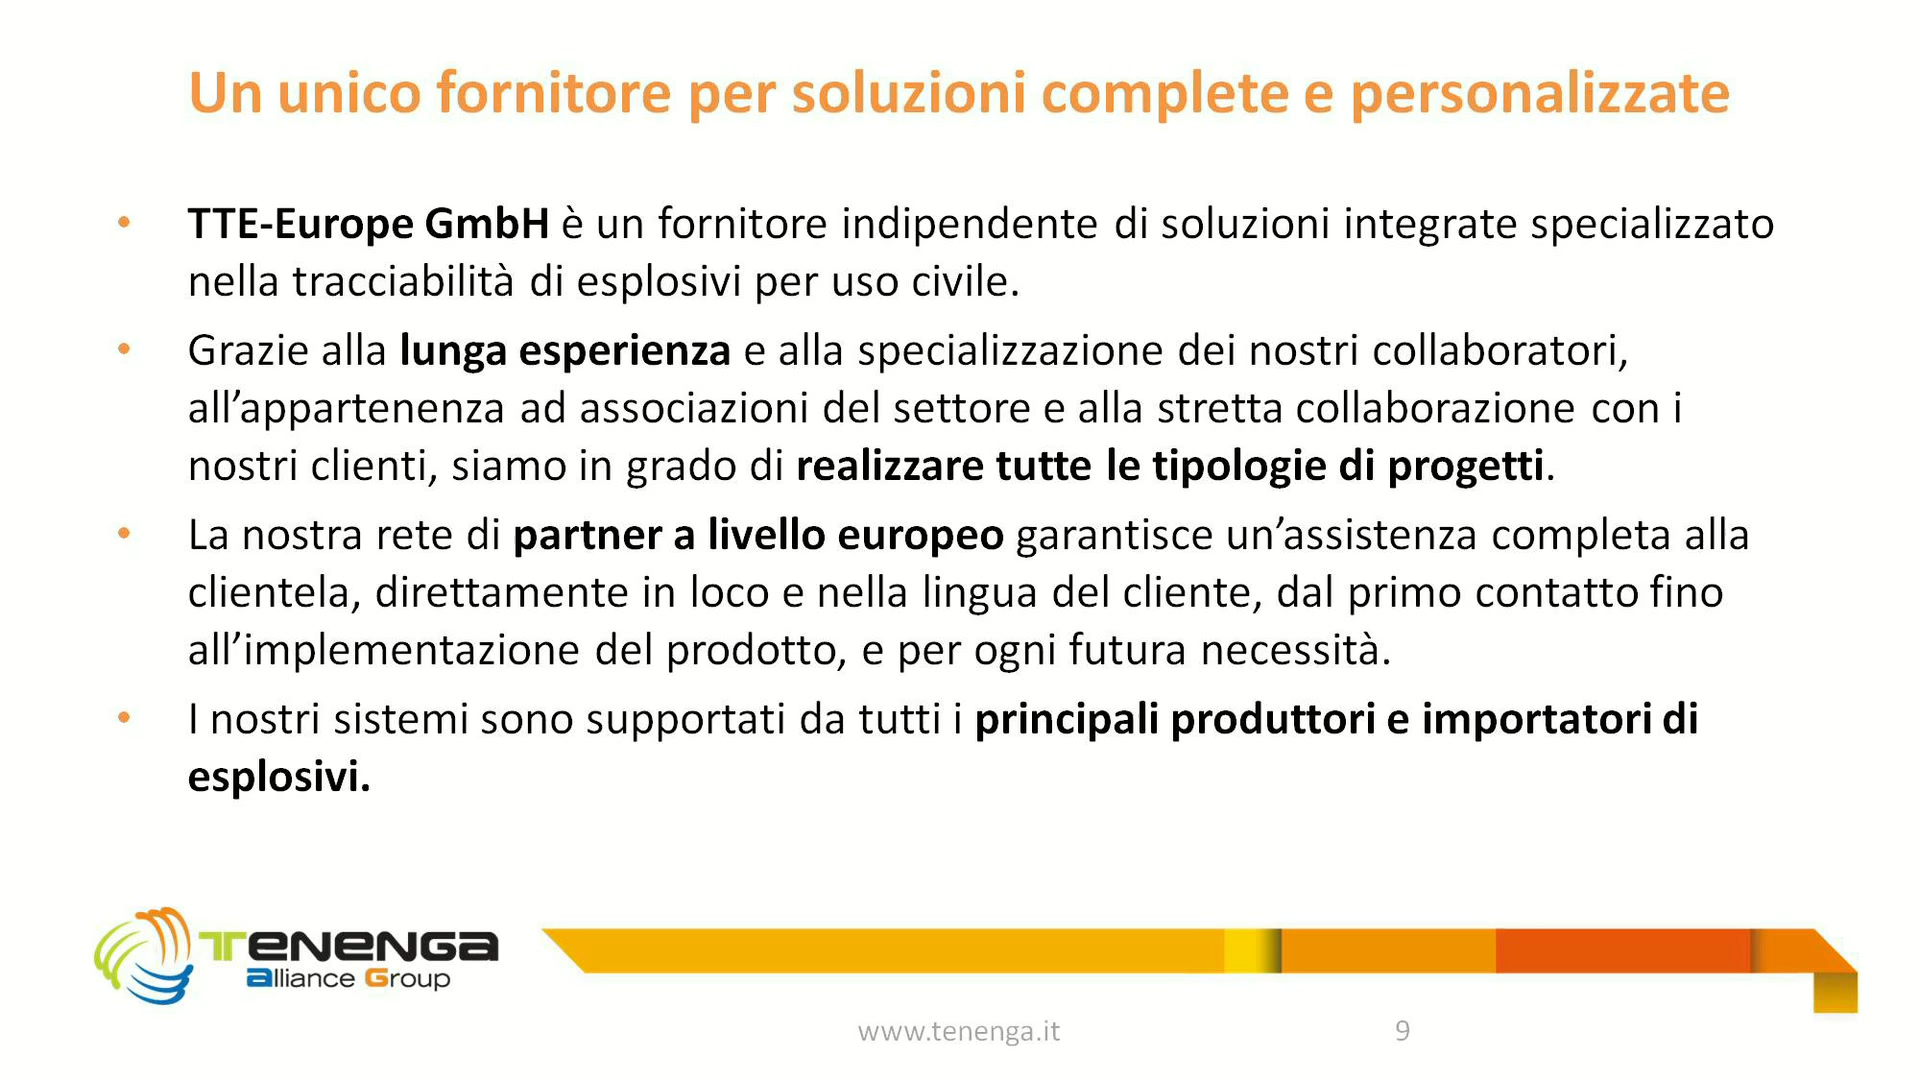 Un unico fornitore per soluzioni complete e personalizzate
• TTE-Europe GmbH è un fornitore indipendente di soluzioni integrate specializzato
nella tracciabilità di esplosivi per uso civile.
• Grazie alla lunga esperienza e alla specializzazione dei nostri collaboratori,
all’appartenenza ad associazioni del settore e alla stretta collaborazione con i
nostri clienti, siamo in grado di realizzare tutte le tipologie di progetti.
• La nostra rete di partner a livello europeo garantisce un’assistenza completa alla
clientela, direttamente in loco e nella lingua del cliente, dal primo contatto fino
all’implementazione del prodotto, e per ogni futura necessità.
• I nostri sistemi sono supportati da tutti i principali produttori e importatori di
esplosivi.
TENENGA
alliance Group
www.tenenga.it
9